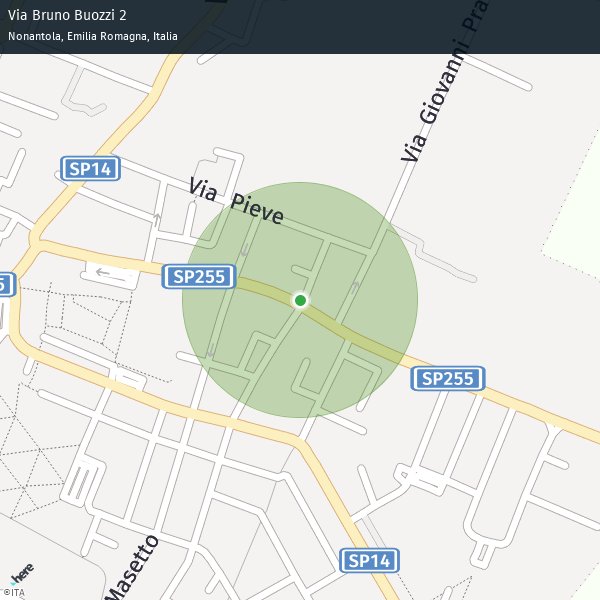 Via Bruno Buozzi 2
Nonantola, Emilia Romagna, Italia
Via Giovanni Pra
SP14
Via Pieve
SP255
5
SP255
Masetto
SP14
here
©ITA